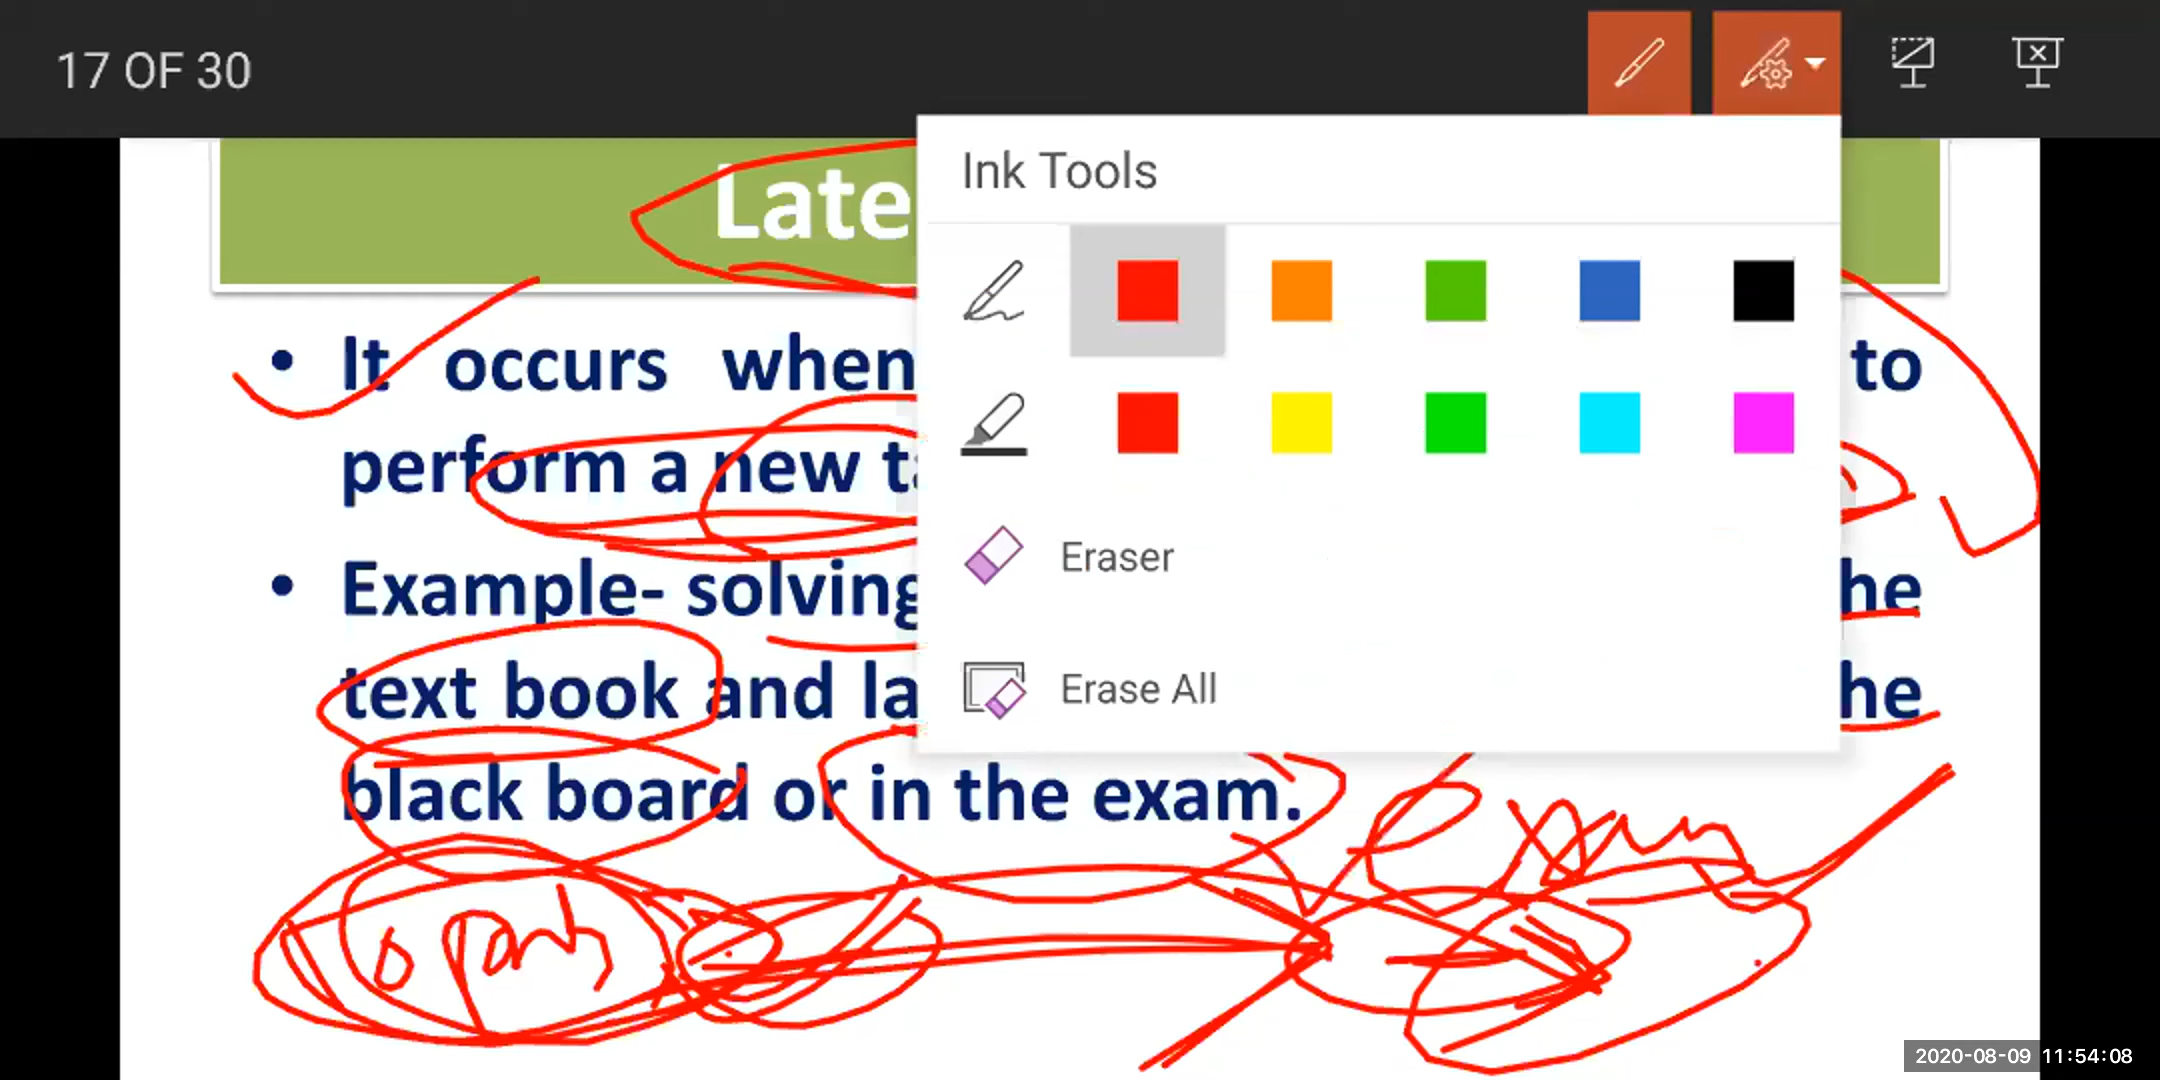 17 OF 30
Ink Tools
Eraser
Erase All
Late
• It occurs when to
perform a new
• Example- solving he
text book and la he
black board or in the exam.
2020-08-09 11:54:08